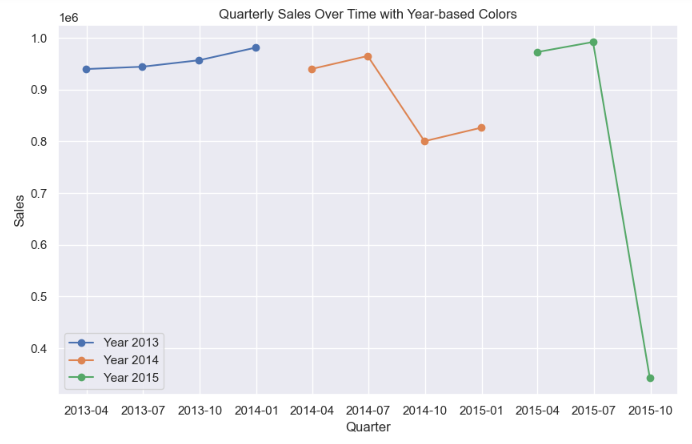 Quarterly Sales Over Time with Year-based Colors
1e6
1.0
0.9
0.8
0.7
0.6
0.5
0.4
Sales
Year 2013
Year 2014
Year 2015
2013-04 2013-07 2013-10 2014-01 2014-04 2014-07 2014-10 2015-01 2015-04 2015-07 2015-10
Quarter